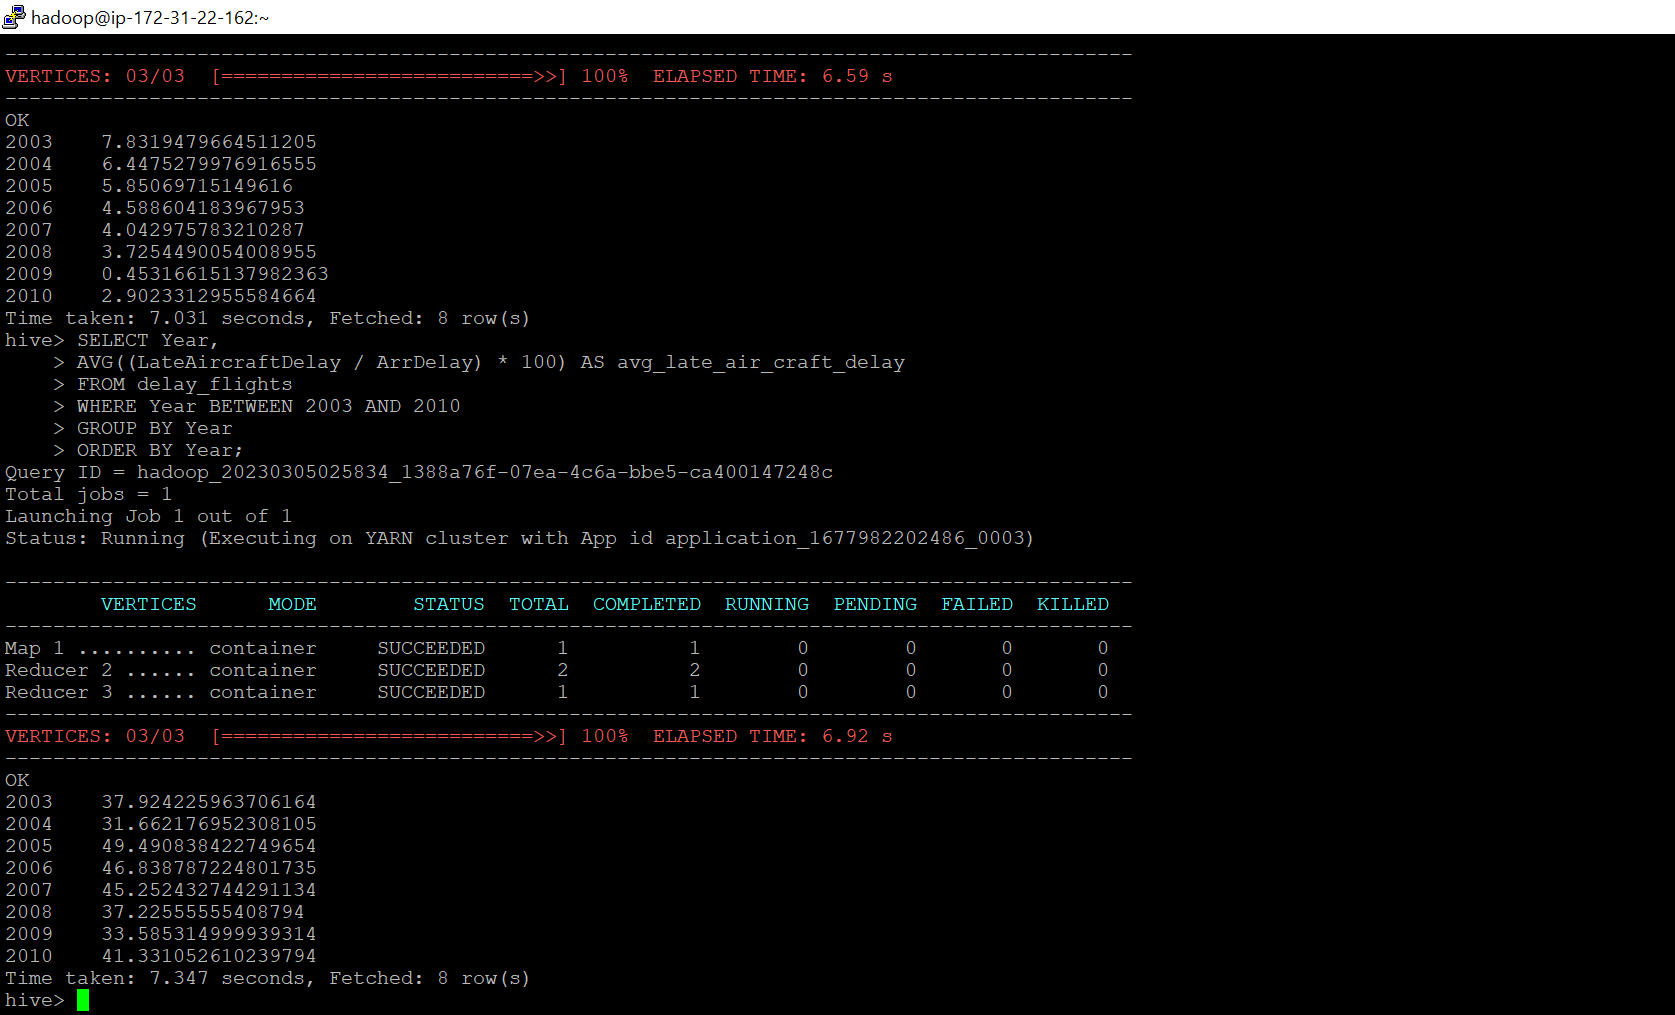 hadoop@ip-172-31-22-162:~
----------------------------------------------------------------------------------------------
VERTICES: 03/03  [==========================>>] 100%  ELAPSED TIME: 6.59 s
----------------------------------------------------------------------------------------------
OK
2003    7.8319479664511205
2004    6.4475279976916555
2005    5.85069715149616
2006    4.588604183967953
2007    4.042975783210287
2008    3.7254490054008955
2009    0.45316615137982363
2010    2.9023312955584664
Time taken: 7.031 seconds, Fetched: 8 row(s)
hive> SELECT Year,
    > AVG((LateAircraftDelay / ArrDelay) * 100) AS avg_late_air_craft_delay
    > FROM delay_flights
    > WHERE Year BETWEEN 2003 AND 2010
    > GROUP BY Year
    > ORDER BY Year;
Query ID = hadoop_20230305025834_1388a76f-07ea-4c6a-bbe5-ca400147248c
Total jobs = 1
Launching Job 1 out of 1
Status: Running (Executing on YARN cluster with App id application_1677982202486_0003)
----------------------------------------------------------------------------------------------
        VERTICES      MODE        STATUS  TOTAL  COMPLETED  RUNNING  PENDING  FAILED  KILLED
----------------------------------------------------------------------------------------------
Map 1 .......... container     SUCCEEDED      1          1        0        0       0       0
Reducer 2 ...... container     SUCCEEDED      2          2        0        0       0       0
Reducer 3 ...... container     SUCCEEDED      1          1        0        0       0       0
----------------------------------------------------------------------------------------------
VERTICES: 03/03  [==========================>>] 100%  ELAPSED TIME: 6.92 s
----------------------------------------------------------------------------------------------
OK
2003    37.924225963706164
2004    31.662176952308105
2005    49.490838422749654
2006    46.838787224801735
2007    45.252432744291134
2008    37.22555555408794
2009    33.585314999939314
2010    41.331052610239794
Time taken: 7.347 seconds, Fetched: 8 row(s)
hive>